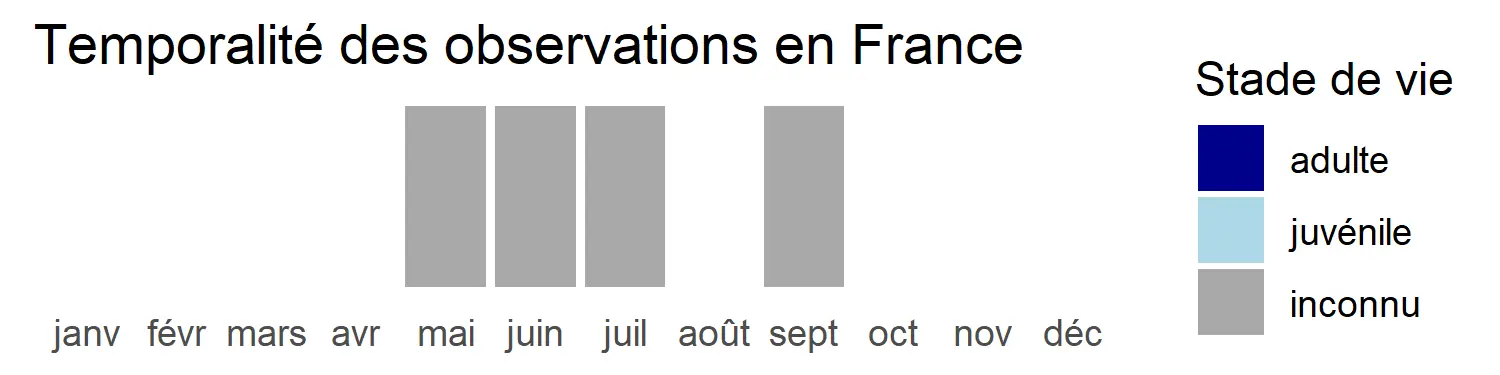 Temporalité des observations en France
janv févr mars avr mai juin juil août sept oct nov déc
Stade de vie
adulte
juvénile
inconnu